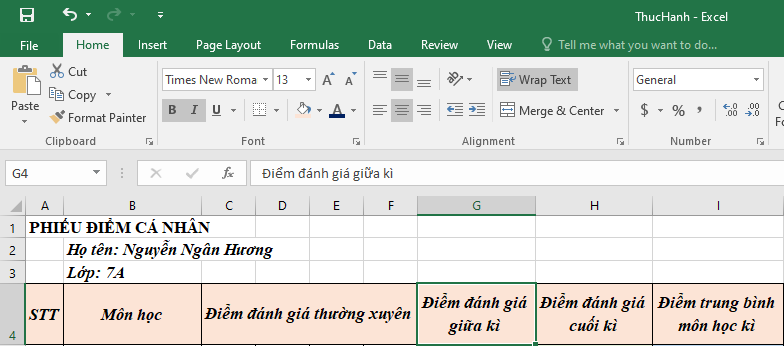 ThucHanh - Excel
File Home Insert Page Layout Formulas Data Review View Tell me what you want to do...
Cut
Copy
Format Painter
Paste
Clipboard
Times New Roma 13 A A
B I U A
Font
Wrap Text
Merge & Center
Alignment
General
$ % , .0 .00 .00 .0
Number
G4 fx Điểm đánh giá giữa kì
A B C D E F G H I
1 PHIẾU ĐIỂM CÁ NHÂN
2 Họ tên: Nguyễn Ngân Hương
3 Lớp: 7A
4 STT Môn học Điểm đánh giá thường xuyên
Điểm đánh giá
giữa kì
Điểm đánh giá
cuối kì
Điểm trung bình
môn học kì